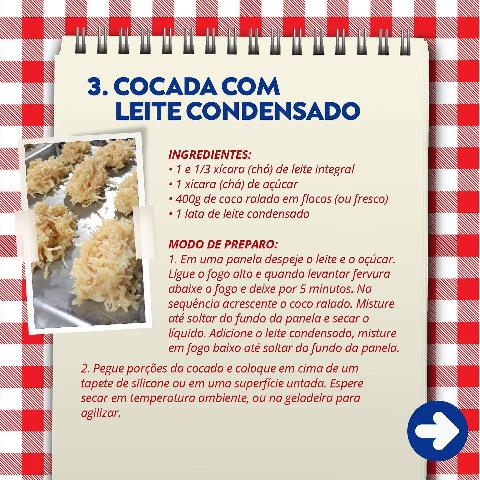 3. COCADA COM
LEITE CONDENSADO
INGREDIENTES:
• 1 e 1/3 xícara (chá) de leite integral
• 1 xícara (chá) de açúcar
• 400g de coco ralado em flocos (ou fresco)
• 1 lata de leite condensado
MODO DE PREPARO:
1. Em uma panela despeje o leite e o açúcar.
Ligue o fogo alto e quando levantar fervura
abaixe o fogo e deixe por 5 minutos. Na
sequência acrescente o coco ralado. Misture
até soltar do fundo da panela e secar o
líquido. Adicione o leite condensado, misture
em fogo baixo até soltar do fundo da panela.
2. Pegue porções da cocada e coloque em cima de um
tapete de silicone ou em uma superfície untada. Espere
secar em temperatura ambiente, ou na geladeira para
agilizar.